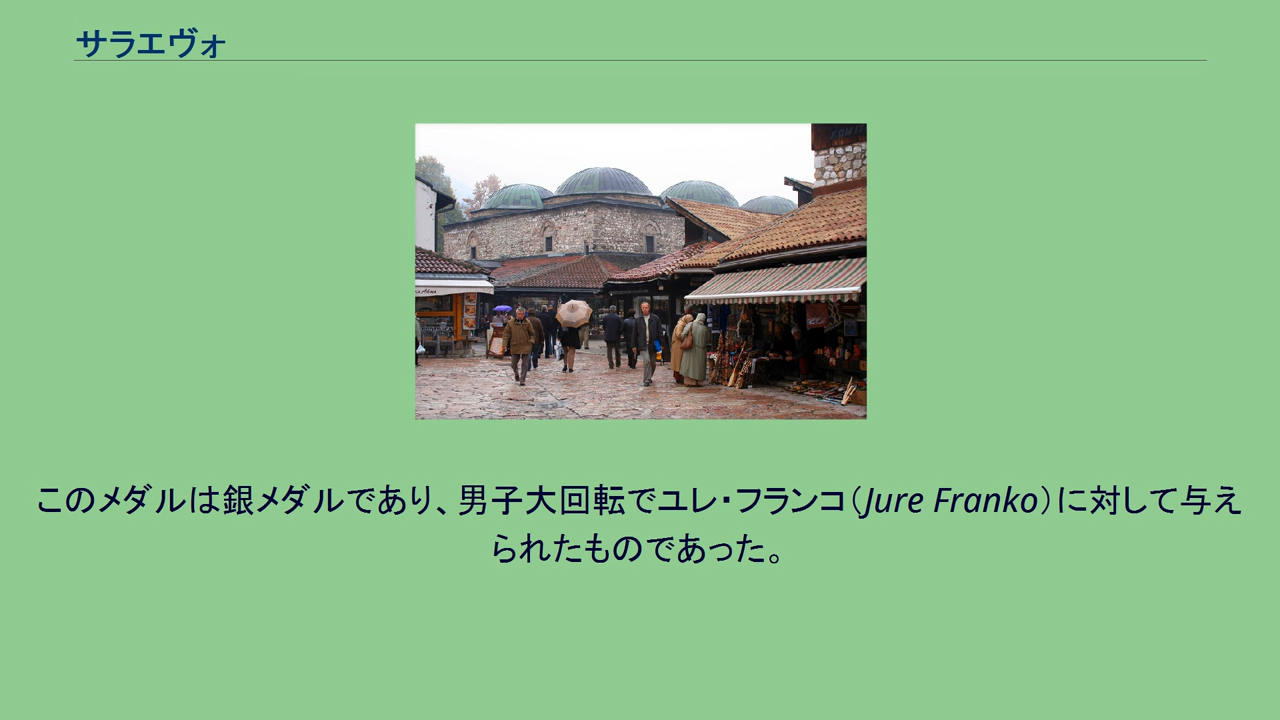 サラエヴォ
このメダルは銀メダルであり、男子大回転でユレ・フランコ（Jure Franko）に対して与え
られたものであった。